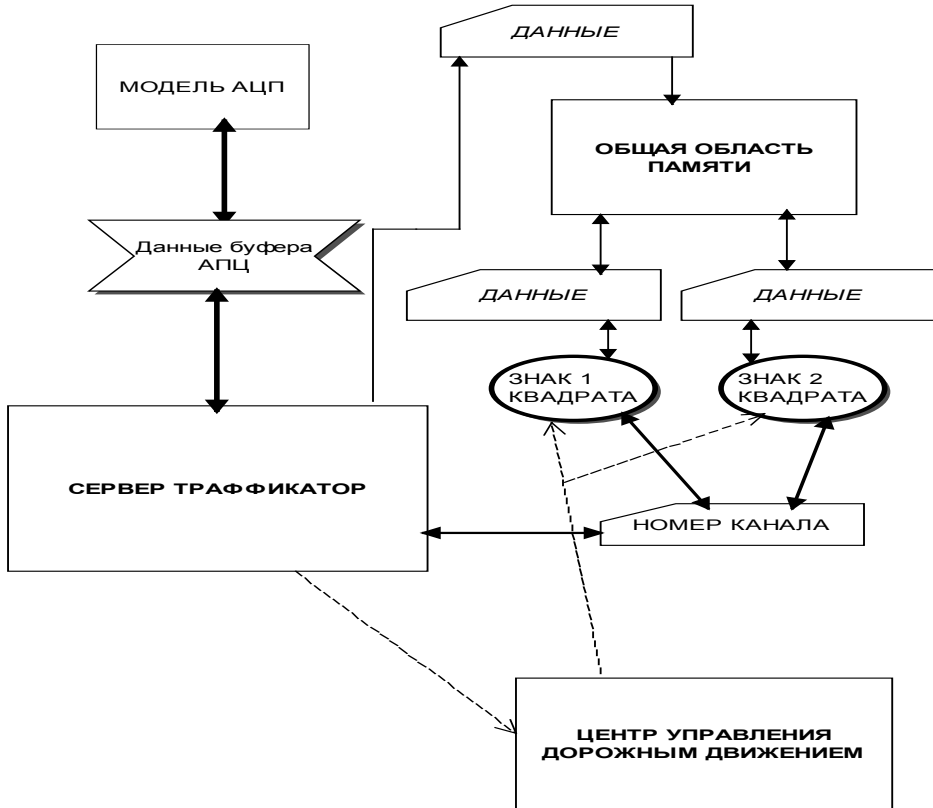 ДАННЫЕ
МОДЕЛЬ АЦП
ОБЩАЯ ОБЛАСТЬ
ПАМЯТИ
Данные буфера
АПЦ
ДАННЫЕ
ДАННЫЕ
ЗНАК 1
КВАДРАТА
ЗНАК 2
КВАДРАТА
СЕРВЕР ТРАФФИКАТОР
НОМЕР КАНАЛА
ЦЕНТР УПРАВЛЕНИЯ
ДОРОЖНЫМ ДВИЖЕНИЕМ